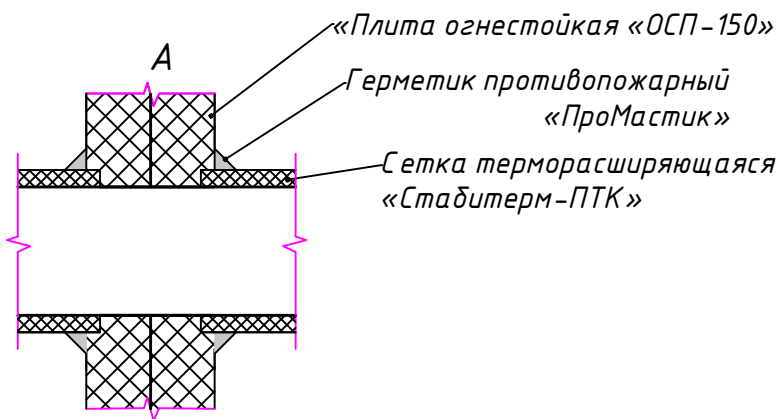 «Плита огнестойкая «ОСП-150»
А
Герметик противопожарный
«ПроМастик»
Сетка терморасширяющаяся
«Стабитерм-ПТК»